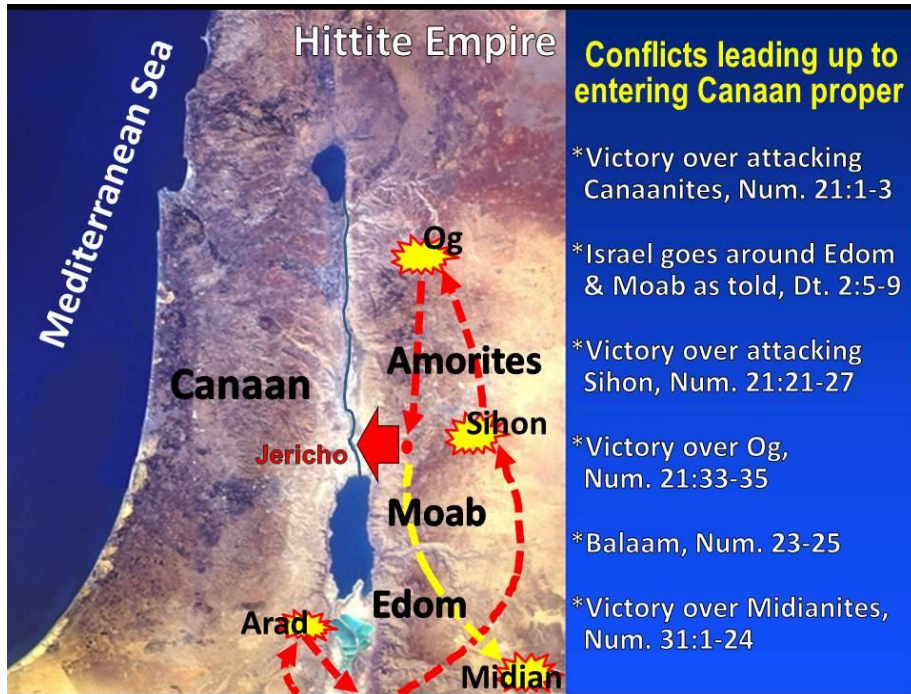 Hittite Empire
Mediterranean Sea
Og
Amorites
Canaan
Sihon
Jericho
Moab
Edom
Arad
Midian
Conflicts leading up to
entering Canaan proper
*Victory over attacking
Canaanites, Num. 21:1-3
*Israel goes around Edom
& Moab as told, Dt. 2:5-9
*Victory over attacking
Sihon, Num. 21:21-27
*Victory over Og,
Num. 21:33-35
*Balaam, Num. 23-25
*Victory over Midianites,
Num. 31:1-24